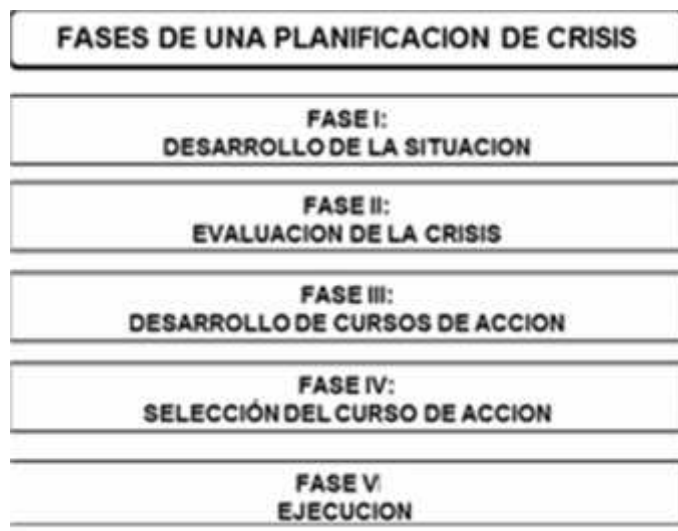 FASES DE UNA PLANIFICACION DE CRISIS
FASE I:
DESARROLLO DE LA SITUACION
FASE II:
EVALUACION DE LA CRISIS
FASE III:
DESARROLLO DE CURSOS DE ACCION
FASE IV:
SELECCIÓN DEL CURSO DE ACCION
FASE V:
EJECUCION